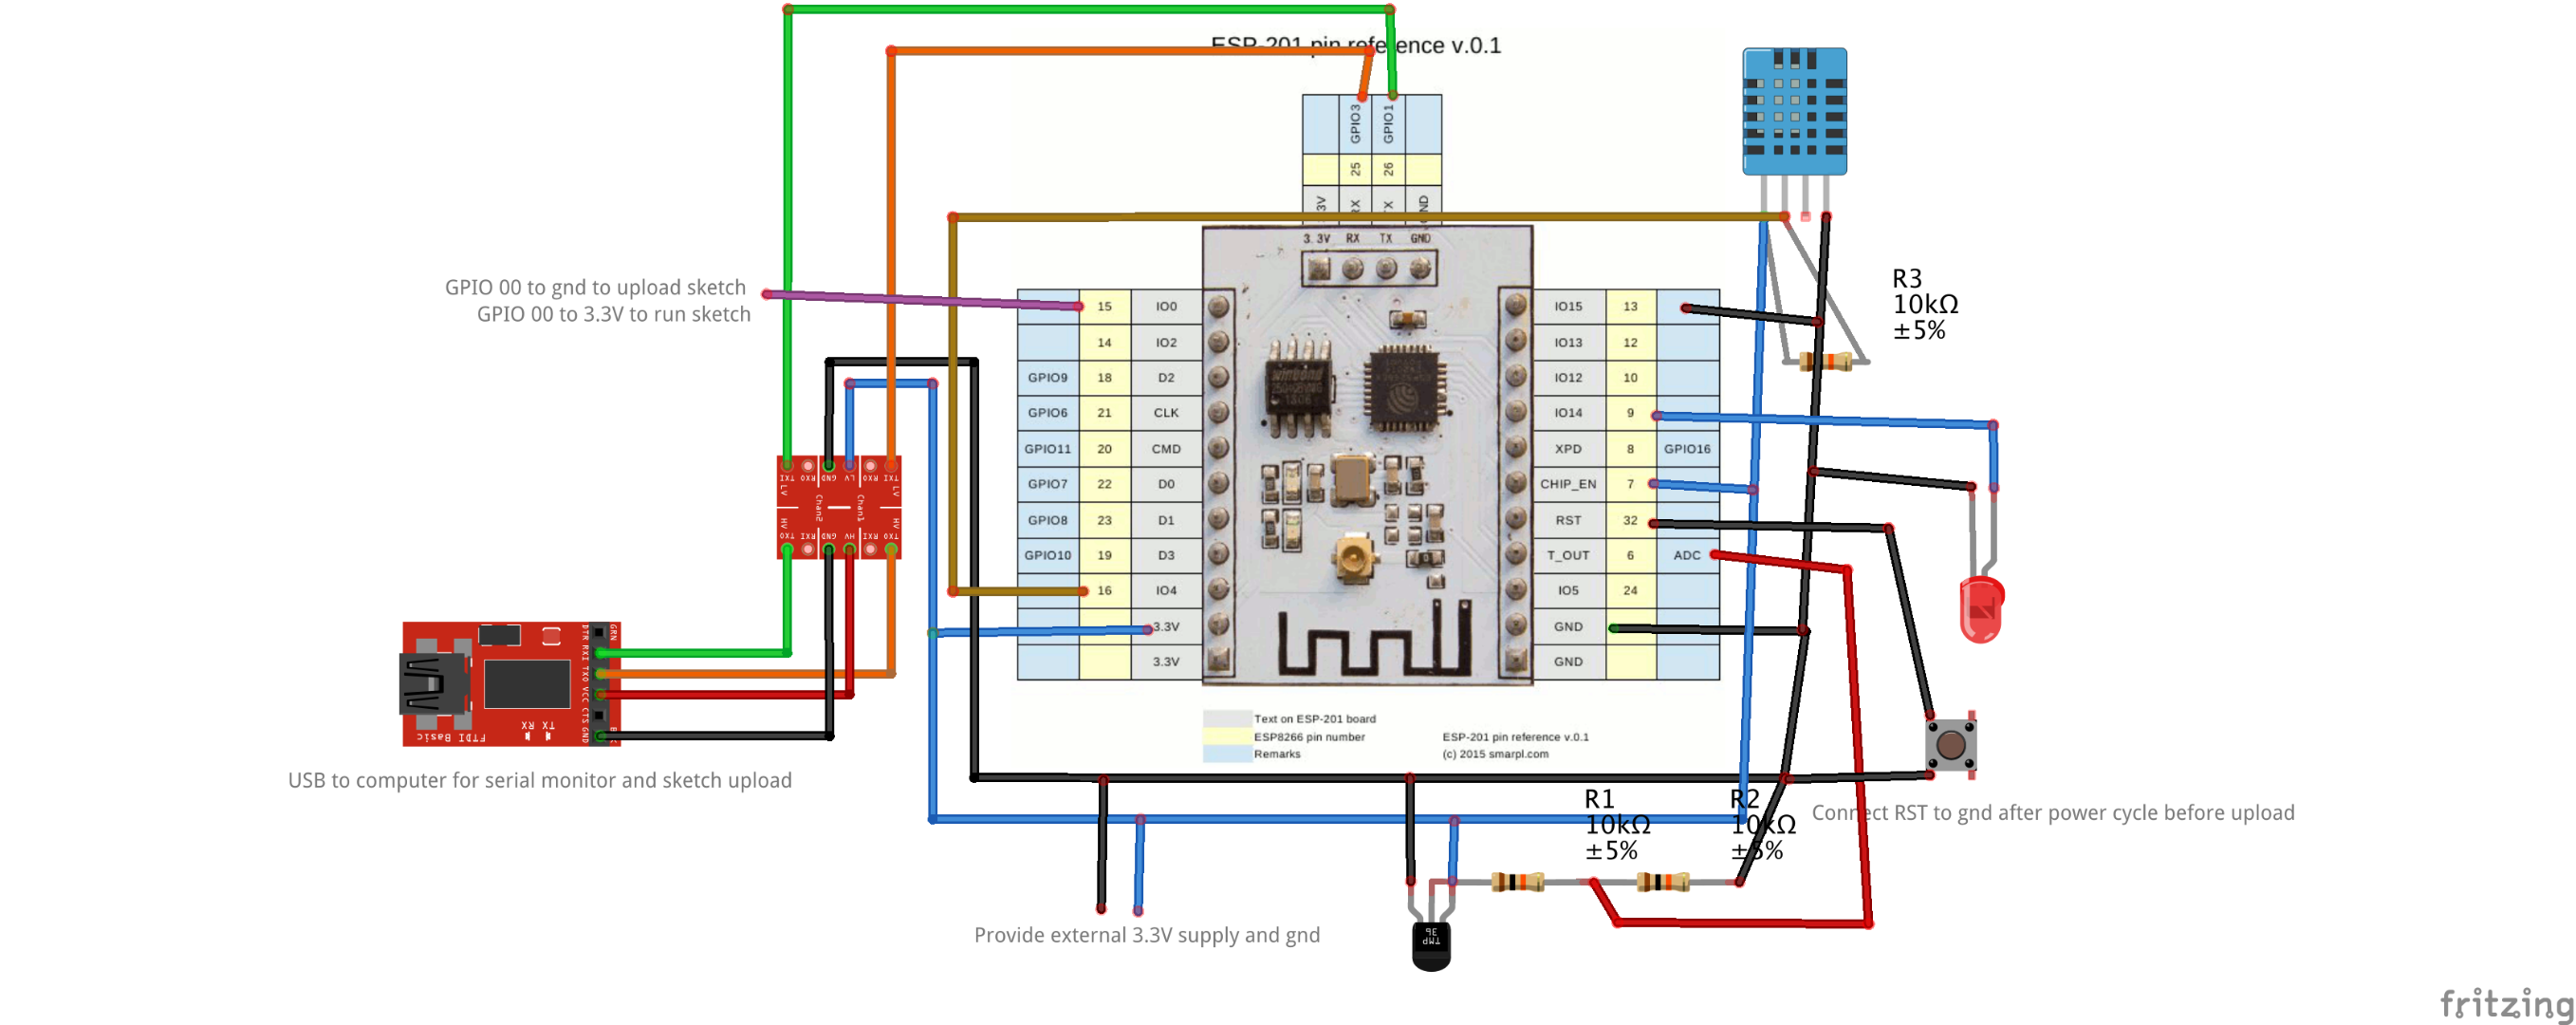 ESP-201 pin reference v.0.1
GPIO3
GPIO1
25
26
3V
RX
TX
GND
3.3V RX TX GND
GPIO 00 to gnd to upload sketch
GPIO 00 to 3.3V to run sketch
15 IO0
14 IO2
GPIO9 18 D2
GPIO6 21 CLK
GPIO11 20 CMD
GPIO7 22 D0
GPIO8 23 D1
GPIO10 19 D3
16 IO4
3.3V
3.3V
IO15 13
IO13 12
IO12 10
IO14 9
XPD 8 GPIO16
CHIP_EN 7
RST 32
T_OUT 6 ADC
IO5 24
GND
GND
R3
10kΩ
±5%
TXI RXO GND LV RXO TXI
LV Chan2 Chan1 LV
HV HV
TXO RXI GND HV RXI TXO
DTR RXI TXO VCC CTS GND
GRN
TX RX
FTDI Basic
USB to computer for serial monitor and sketch upload
Text on ESP-201 board
ESP8266 pin number
Remarks
ESP-201 pin reference v.0.1
(c) 2015 smarpl.com
R1
10kΩ
±5%
R2
10kΩ
±5%
Connect RST to gnd after power cycle before upload
Provide external 3.3V supply and gnd
TMP
36
fritzing